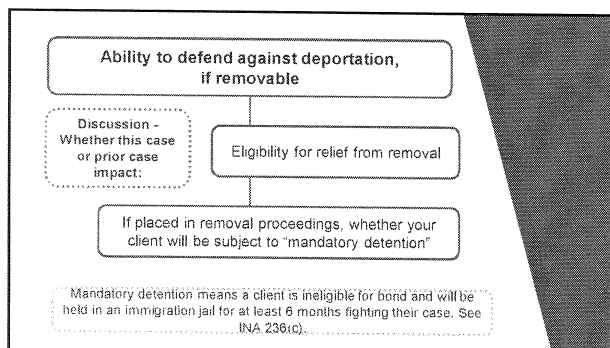 Ability to defend against deportation,
if removable
Discussion -
Whether this case
or prior case
impact:
Eligibility for relief from removal
If placed in removal proceedings, whether your
client will be subject to "mandatory detention"
Mandatory detention means a client is ineligible for bond and will be
held in an immigration jail for at least 6 months fighting their case. See
INA 236(c).